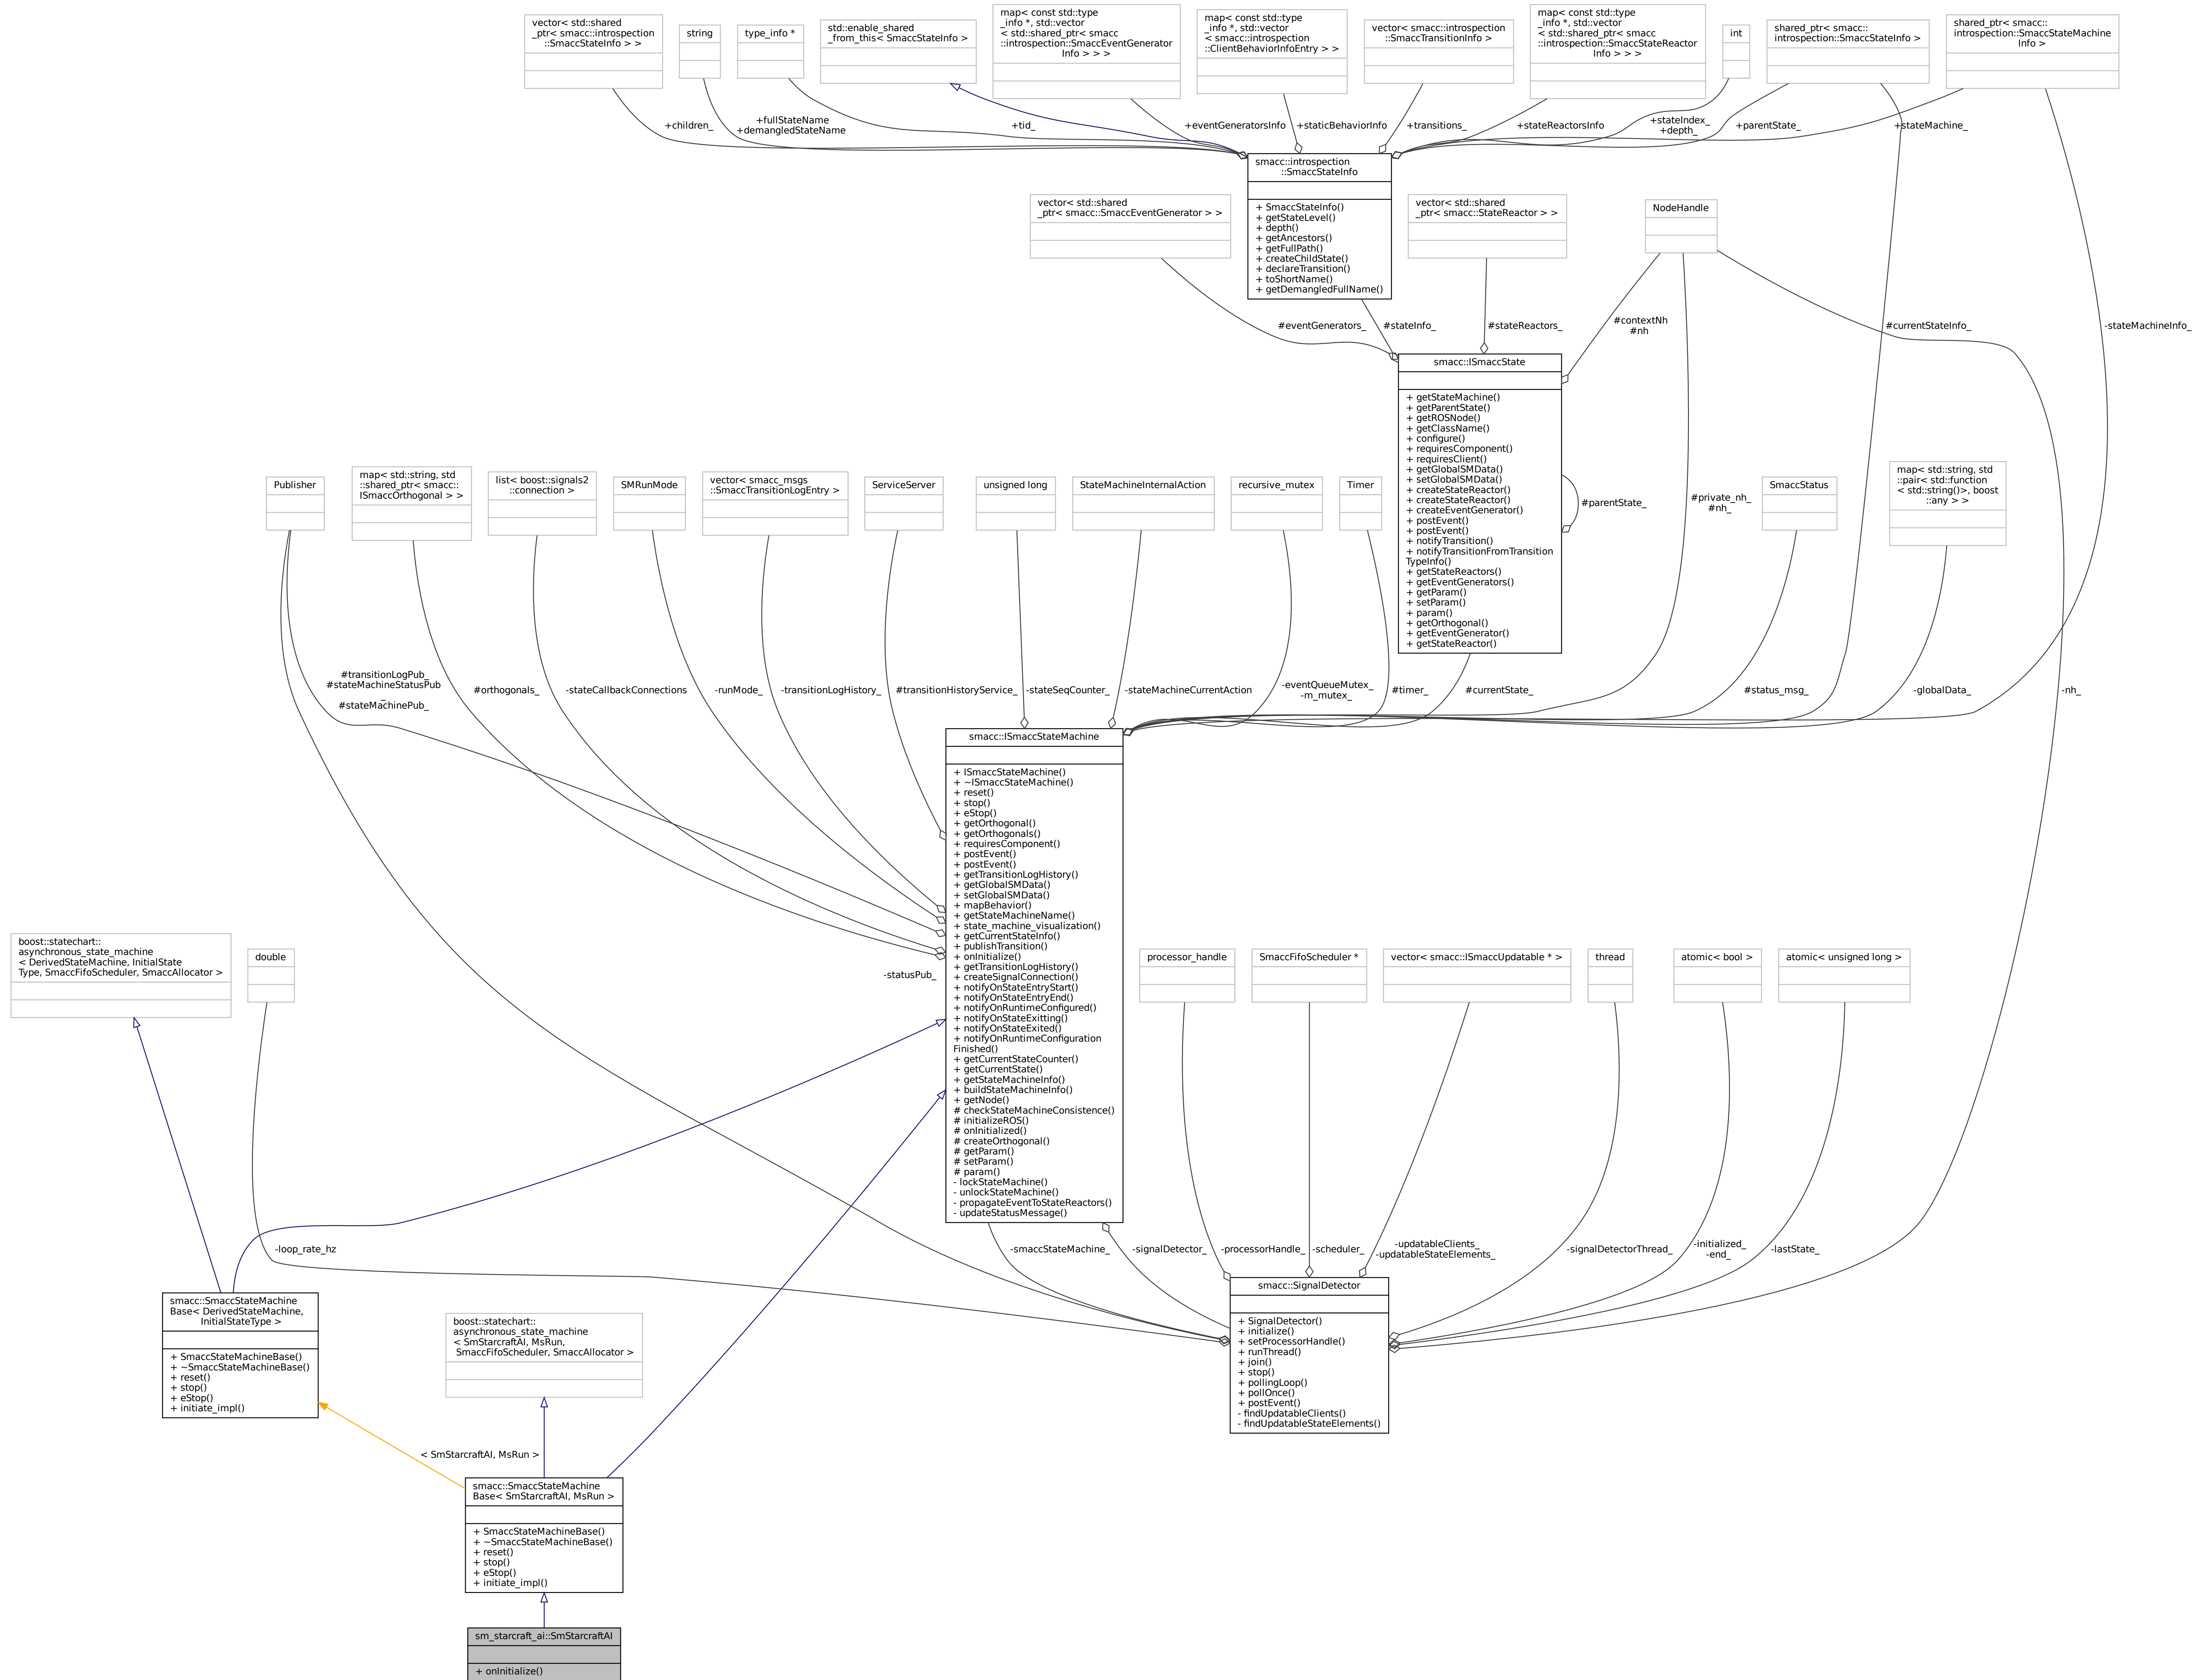 vector< std::shared
_ptr< smacc::introspection
::SmaccStateInfo > >
string
type_info *
std::enable_shared
_from_this< SmaccStateInfo >
map< const std::type
_info *, std::vector
< std::shared_ptr< smacc
::introspection::SmaccEventGenerator
Info > > >
map< const std::type
_info *, std::vector
< smacc::introspection
::ClientBehaviorInfoEntry > >
vector< smacc::introspection
::SmaccTransitionInfo >
map< const std::type
_info *, std::vector
< std::shared_ptr< smacc
::introspection::SmaccStateReactor
Info > > >
int
shared_ptr< smacc::
introspection::SmaccStateInfo >
shared_ptr< smacc::
introspection::SmaccStateMachine
Info >
+children_
+fullStateName
+demangledStateName
+tid_
+eventGeneratorsInfo
+staticBehaviorInfo
+transitions_
+stateReactorsInfo
+stateIndex_
+depth_
+parentState_
+stateMachine_
smacc::introspection
::SmaccStateInfo
+ SmaccStateInfo()
+ getStateLevel()
+ depth()
+ getAncestors()
+ getFullPath()
+ createChildState()
+ declareTransition()
+ toShortName()
+ getDemangledFullName()
vector< std::shared
_ptr< smacc::SmaccEventGenerator > >
vector< std::shared
_ptr< smacc::StateReactor > >
NodeHandle
#eventGenerators_
#stateInfo_
#stateReactors_
#contextNh
#nh
#currentStateInfo_
-stateMachineInfo_
smacc::ISmaccState
+ getStateMachine()
+ getParentState()
+ getROSNode()
+ getClassName()
+ configure()
+ requiresComponent()
+ requiresClient()
+ getGlobalSMData()
+ setGlobalSMData()
+ createStateReactor()
+ createStateReactor()
+ createEventGenerator()
+ postEvent()
+ postEvent()
+ notifyTransition()
+ notifyTransitionFromTransition
TypeInfo()
+ getStateReactors()
+ getEventGenerators()
+ getParam()
+ setParam()
+ param()
+ getOrthogonal()
+ getEventGenerator()
+ getStateReactor()
#parentState_
#private_nh_
#nh_
Publisher
map< std::string, std
::shared_ptr< smacc::
ISmaccOrthogonal > >
list< boost::signals2
::connection >
SMRunMode
vector< smacc_msgs
::SmaccTransitionLogEntry >
ServiceServer
unsigned long
StateMachineInternalAction
recursive_mutex
Timer
SmaccStatus
map< std::string, std
::pair< std::function
< std::string()>, boost
::any > >
#transitionLogPub_
#stateMachineStatusPub
_
#stateMachinePub_
#orthogonals_
-stateCallbackConnections
-runMode_
-transitionLogHistory_
#transitionHistoryService_
-stateSeqCounter_
-stateMachineCurrentAction
-eventQueueMutex_
-m_mutex_
#timer_
#currentState_
#status_msg_
-globalData_
-nh_
smacc::ISmaccStateMachine
+ ISmaccStateMachine()
+ ~ISmaccStateMachine()
+ reset()
+ stop()
+ eStop()
+ getOrthogonal()
+ getOrthogonals()
+ requiresComponent()
+ postEvent()
+ postEvent()
+ getTransitionLogHistory()
+ getGlobalSMData()
+ setGlobalSMData()
+ mapBehavior()
+ getStateMachineName()
+ state_machine_visualization()
+ getCurrentStateInfo()
+ publishTransition()
+ onInitialize()
+ getTransitionLogHistory()
+ createSignalConnection()
+ notifyOnStateEntryStart()
+ notifyOnStateEntryEnd()
+ notifyOnRuntimeConfigured()
+ notifyOnStateExitting()
+ notifyOnStateExited()
+ notifyOnRuntimeConfiguration
Finished()
+ getCurrentStateCounter()
+ getCurrentState()
+ getStateMachineInfo()
+ buildStateMachineInfo()
+ getNode()
# checkStateMachineConsistence()
# initializeROS()
# onInitialized()
# createOrthogonal()
# getParam()
# setParam()
# param()
- lockStateMachine()
- unlockStateMachine()
- propagateEventToStateReactors()
- updateStatusMessage()
boost::statechart::
asynchronous_state_machine
< DerivedStateMachine, InitialState
Type, SmaccFifoScheduler, SmaccAllocator >
double
-statusPub_
processor_handle
SmaccFifoScheduler *
vector< smacc::ISmaccUpdatable * >
thread
atomic< bool >
atomic< unsigned long >
-loop_rate_hz
-smaccStateMachine_
-signalDetector_
-processorHandle_
-scheduler_
-updatableClients_
-updatableStateElements_
-signalDetectorThread_
-initialized_
-end_
-lastState_
smacc::SignalDetector
+ SignalDetector()
+ initialize()
+ setProcessorHandle()
+ runThread()
+ join()
+ stop()
+ pollingLoop()
+ pollOnce()
+ postEvent()
- findUpdatableClients()
- findUpdatableStateElements()
smacc::SmaccStateMachine
Base< DerivedStateMachine,
InitialStateType >
+ SmaccStateMachineBase()
+ ~SmaccStateMachineBase()
+ reset()
+ stop()
+ eStop()
+ initiate_impl()
boost::statechart::
asynchronous_state_machine
< SmStarcraftAI, MsRun,
SmaccFifoScheduler, SmaccAllocator >
< SmStarcraftAI, MsRun >
smacc::SmaccStateMachine
Base< SmStarcraftAI, MsRun >
+ SmaccStateMachineBase()
+ ~SmaccStateMachineBase()
+ reset()
+ stop()
+ eStop()
+ initiate_impl()
sm_starcraft_ai::SmStarcraftAI
+ onInitialize()